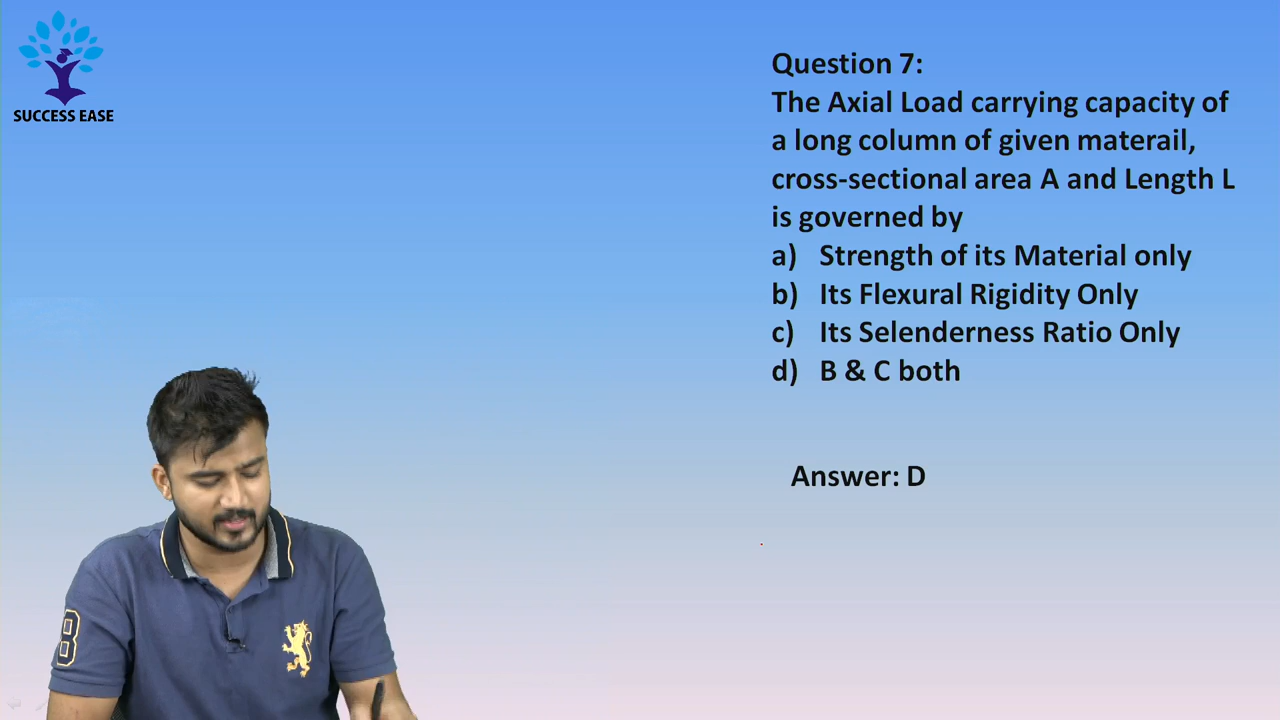 SUCCESS EASE
Question 7:
The Axial Load carrying capacity of
a long column of given materail,
cross-sectional area A and Length L
is governed by
a) Strength of its Material only
b) Its Flexural Rigidity Only
c) Its Selenderness Ratio Only
d) B & C both
Answer: D
8